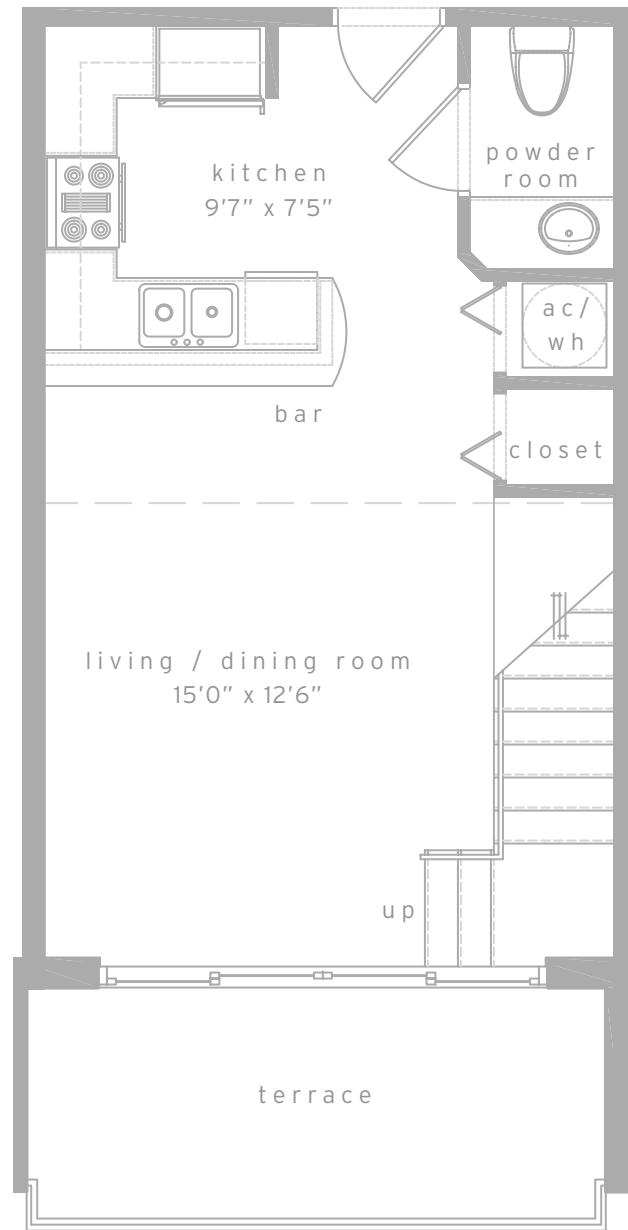 kitchen
9'7" x 7'5"
powder
room
ac/
wh
bar
closet
living / dining room
15'0" x 12'6"
up
terrace